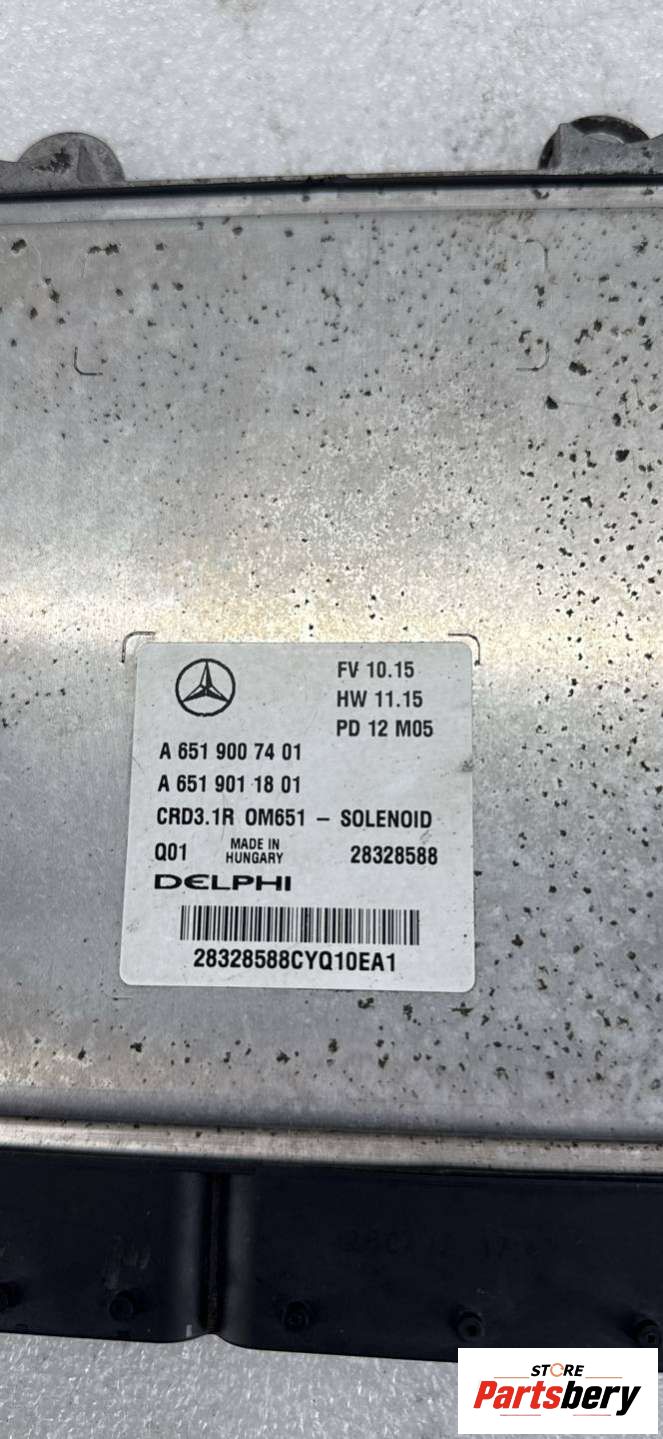 FV 10.15
HW 11.15
PD 12 M05
A 651 900 74 01
A 651 901 18 01
CRD3.1R OM651 – SOLENOID
Q01 MADE IN HUNGARY 28328588
DELPHI
28328588CYQ10EA1
STORE
Partsbery